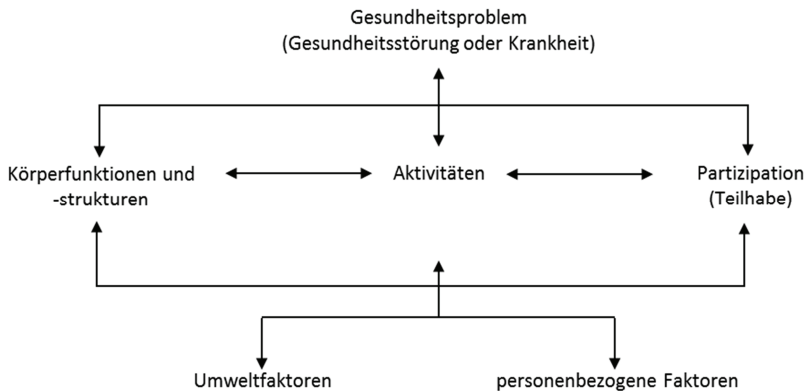 Gesundheitsproblem
(Gesundheitsstörung oder Krankheit)
Körperfunktionen und
-strukturen
Aktivitäten
Partizipation
(Teilhabe)
Umweltfaktoren
personenbezogene Faktoren